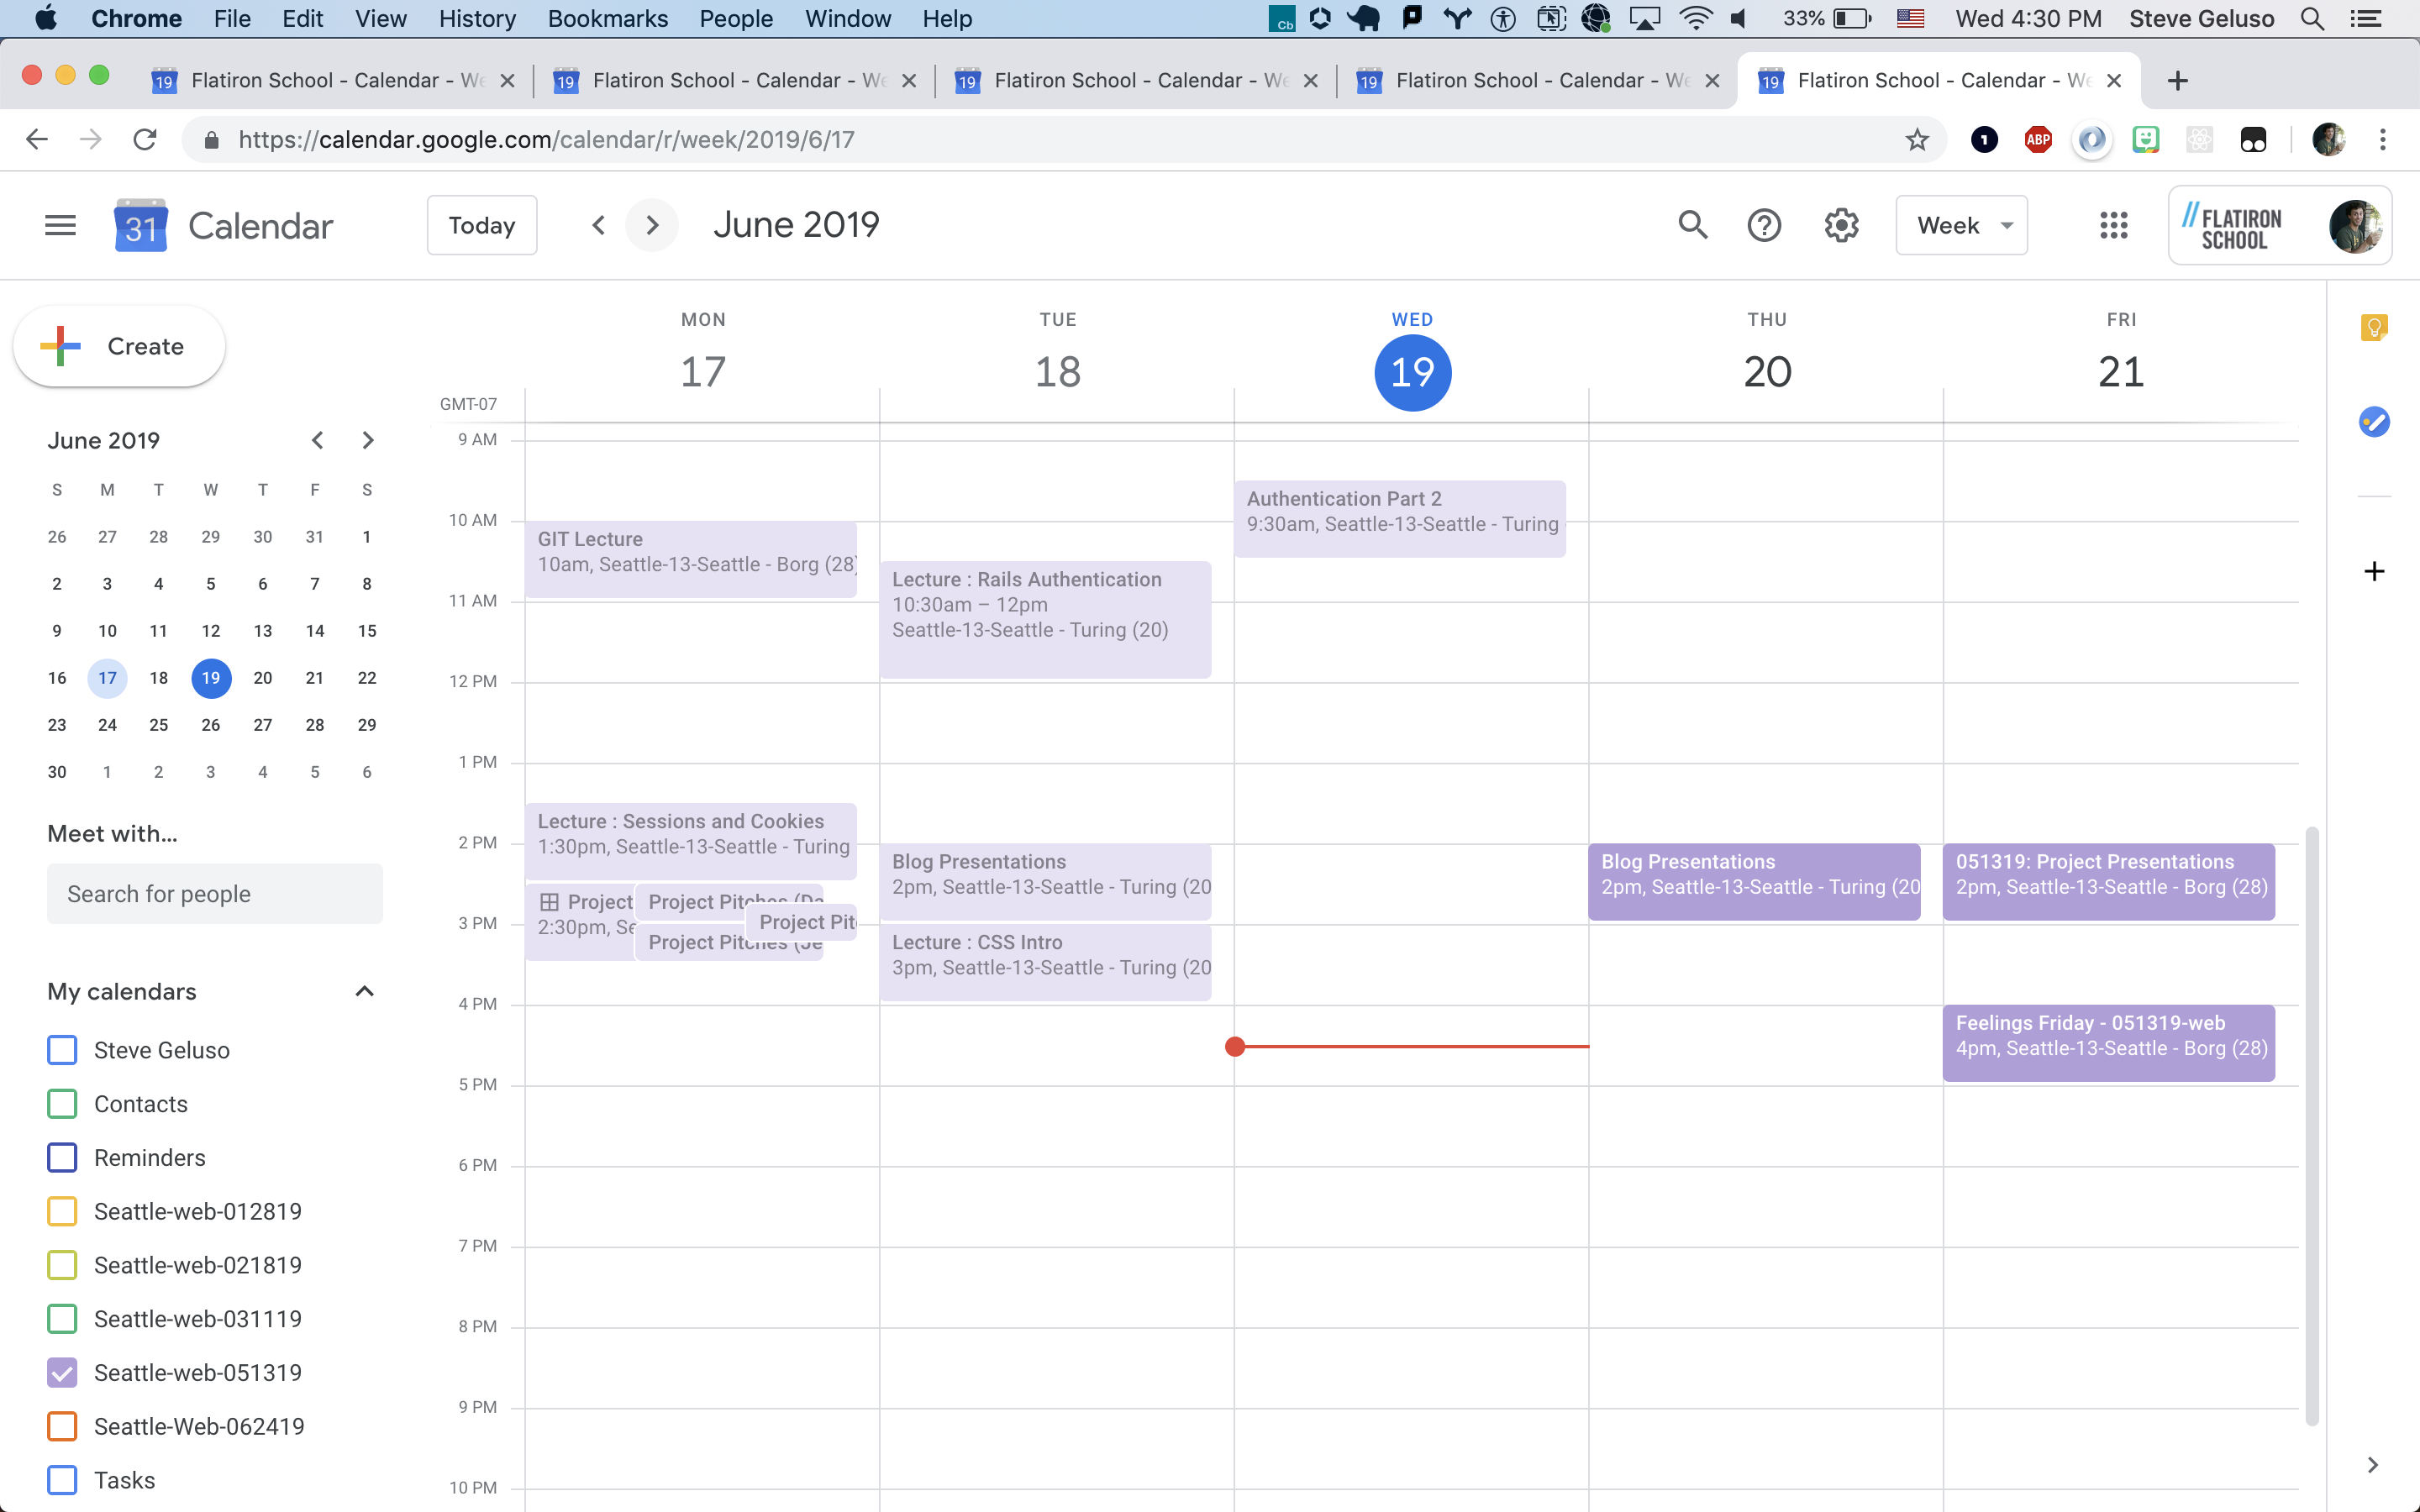 Chrome File Edit View History Bookmarks People Window Help Cb 33% Wed 4:30 PM Steve Geluso
19 Flatiron School - Calendar - We 19 Flatiron School - Calendar - We 19 Flatiron School - Calendar - We 19 Flatiron School - Calendar - We 19 Flatiron School - Calendar - We
https://calendar.google.com/calendar/r/week/2019/6/17 1 ABP
31 Calendar Today June 2019 Week FLATIRON SCHOOL
Create
MON TUE WED THU FRI
17 18 19 20 21
GMT-07
June 2019
S M T W T F S
26 27 28 29 30 31 1
2 3 4 5 6 7 8
9 10 11 12 13 14 15
16 17 18 19 20 21 22
23 24 25 26 27 28 29
30 1 2 3 4 5 6
Meet with...
Search for people
My calendars
Steve Geluso
Contacts
Reminders
Seattle-web-012819
Seattle-web-021819
Seattle-web-031119
Seattle-web-051319
Seattle-Web-062419
Tasks
9 AM
10 AM
11 AM
12 PM
1 PM
2 PM
3 PM
4 PM
5 PM
6 PM
7 PM
8 PM
9 PM
10 PM
GIT Lecture
10am, Seattle-13-Seattle - Borg (28)
Lecture : Sessions and Cookies
1:30pm, Seattle-13-Seattle - Turing
Project
2:30pm, Se
Project Pitches (Da
Project Pit
Project Pitches (Je
Lecture : Rails Authentication
10:30am – 12pm
Seattle-13-Seattle - Turing (20)
Blog Presentations
2pm, Seattle-13-Seattle - Turing (20
Lecture : CSS Intro
3pm, Seattle-13-Seattle - Turing (20
Authentication Part 2
9:30am, Seattle-13-Seattle - Turing
Blog Presentations
2pm, Seattle-13-Seattle - Turing (20
051319: Project Presentations
2pm, Seattle-13-Seattle - Borg (28)
Feelings Friday - 051319-web
4pm, Seattle-13-Seattle - Borg (28)